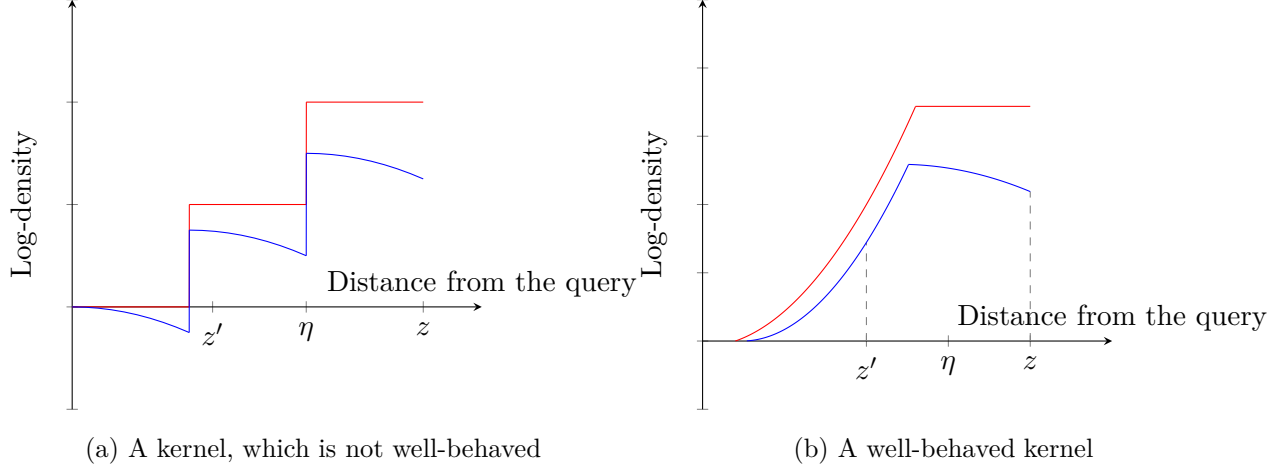 Log-density
Distance from the query
z′
η
z
(a) A kernel, which is not well-behaved
Log-density
Distance from the query
z′
η
z
(b) A well-behaved kernel